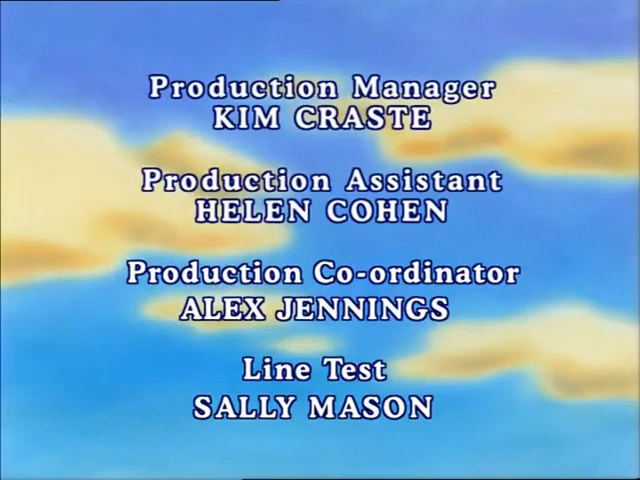 Production Manager
KIM CRASTE
Production Assistant
HELEN COHEN
Production Co-ordinator
ALEX JENNINGS
Line Test
SALLY MASON